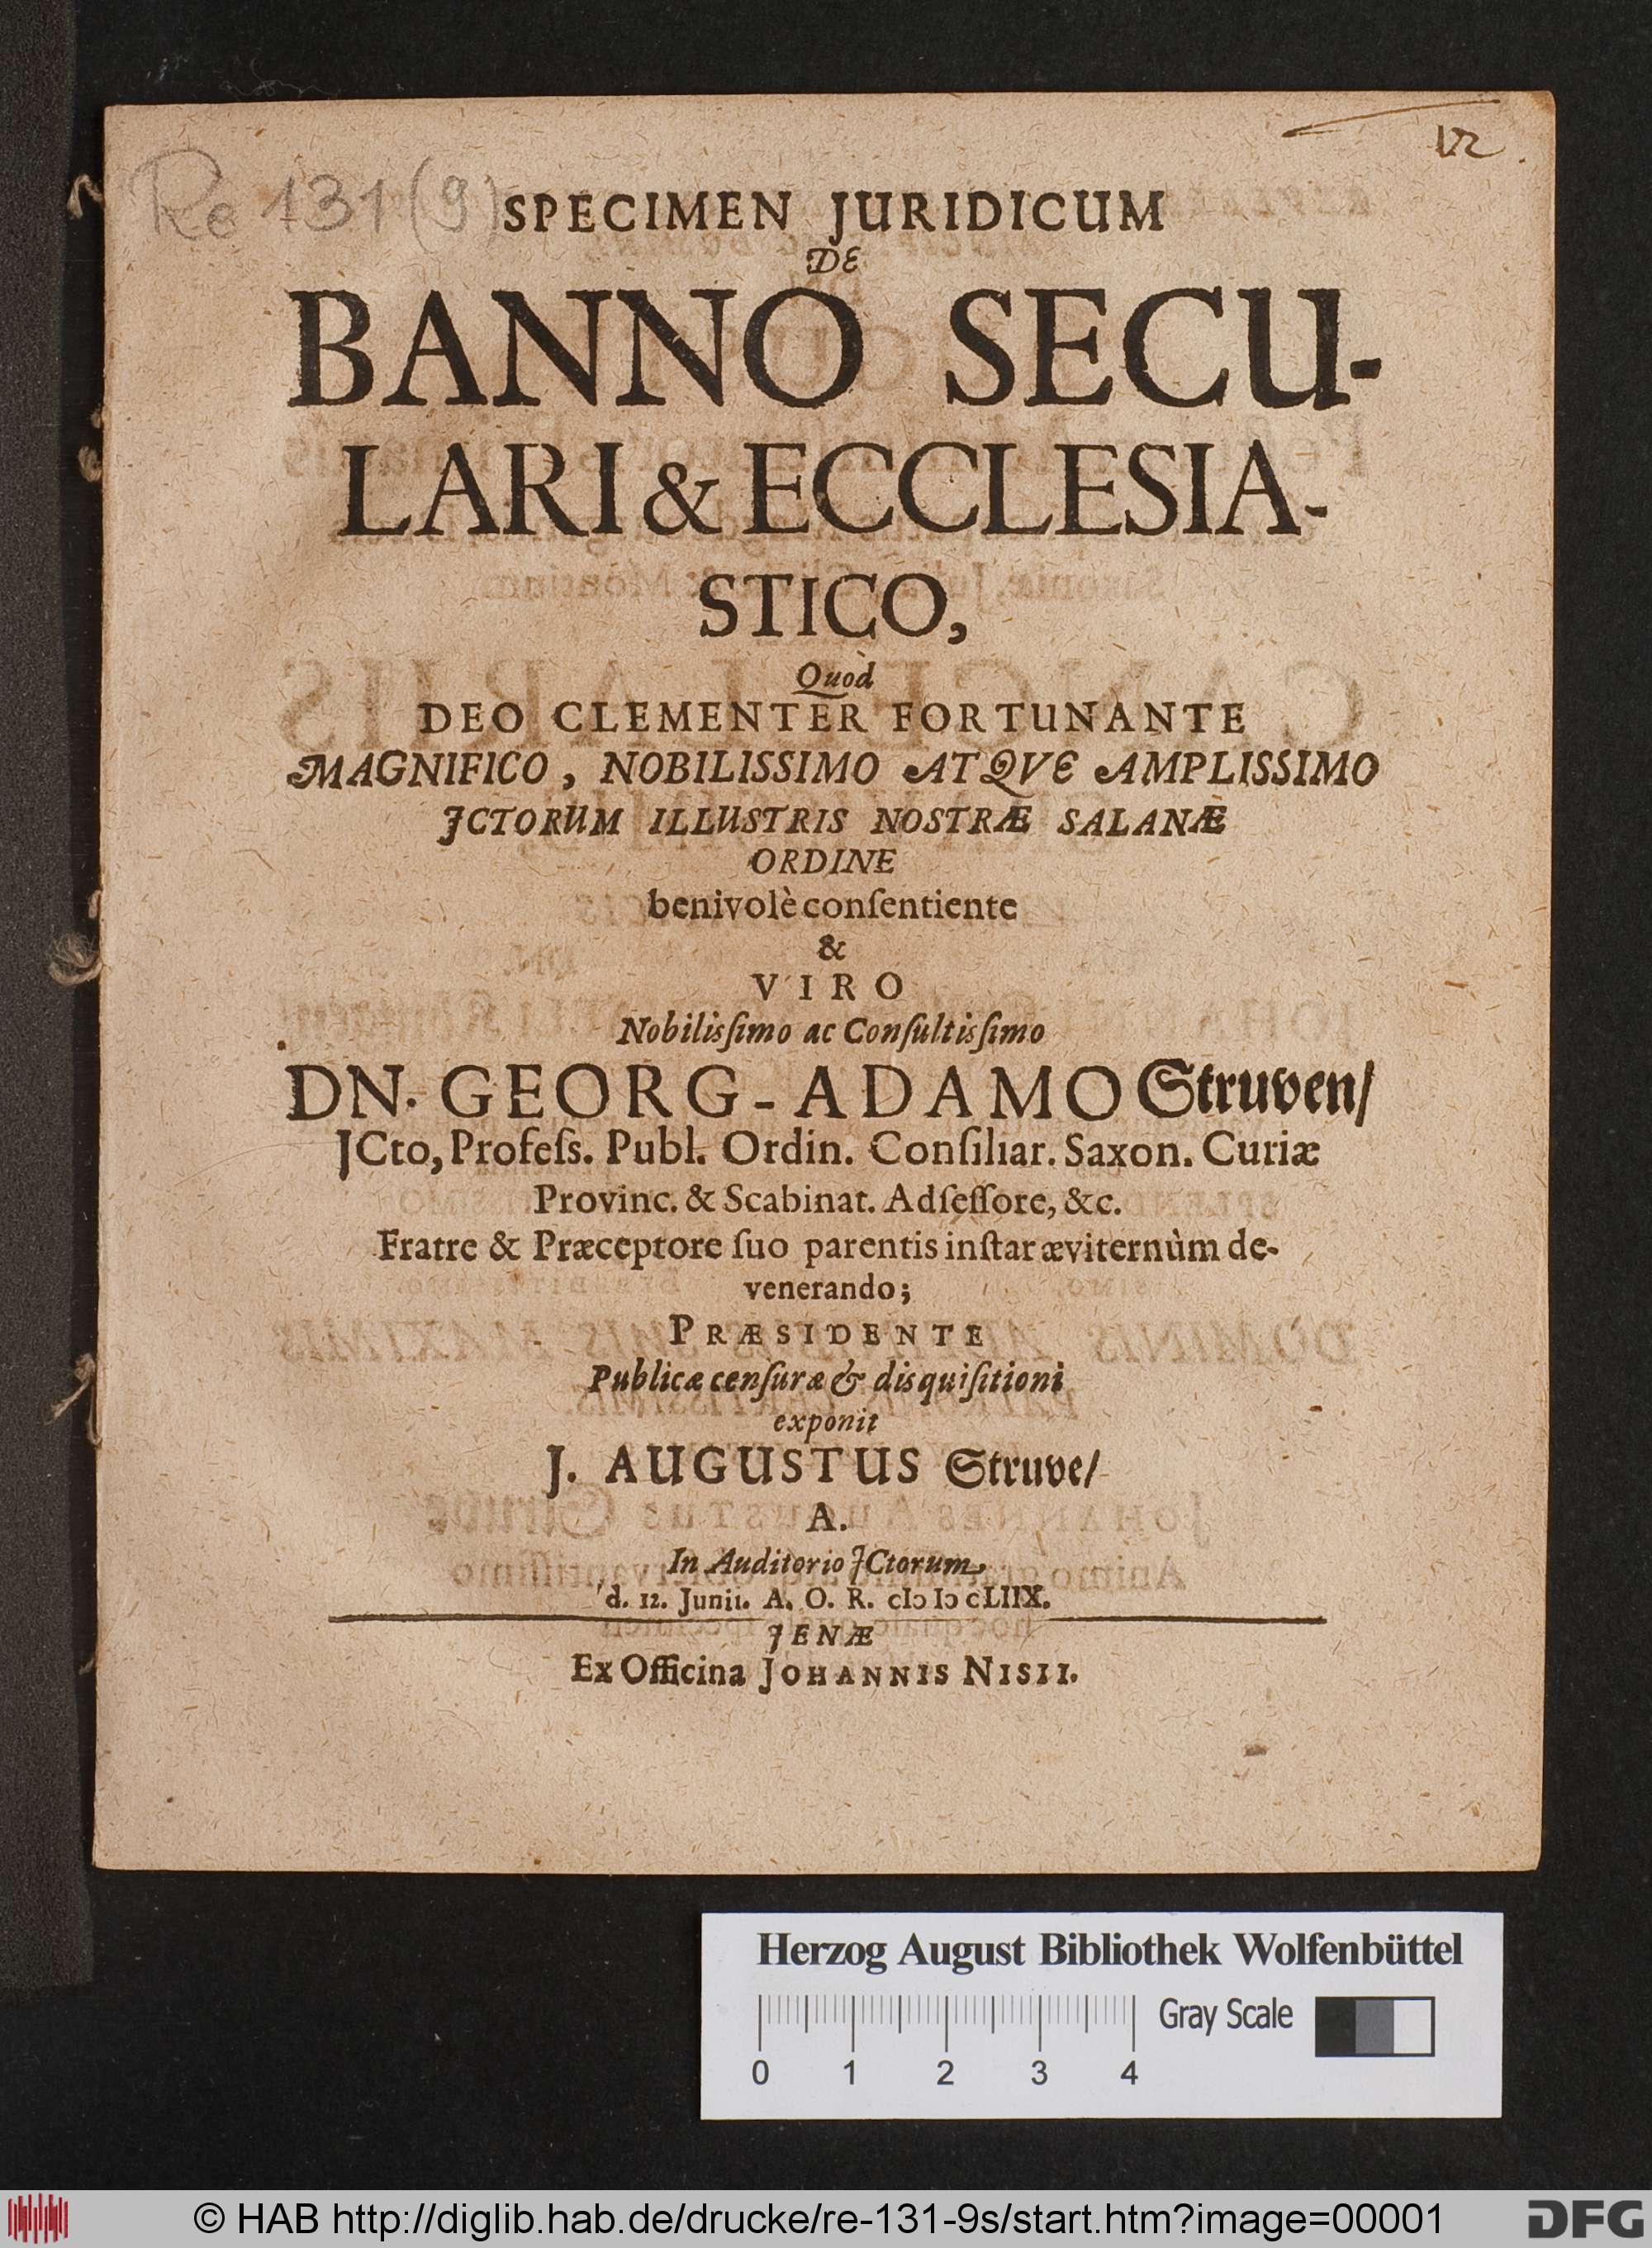 12
Re 131 (9)
SPECIMEN JURIDICUM
DE
BANNO SECU-
LARI & ECCLESIA-
STICO,
Quod
DEO CLEMENTER FORTUNANTE
MAGNIFICO, NOBILISSIMO ATQVE AMPLISSIMO
JCTORUM ILLUSTRIS NOSTRÆ SALANÆ
ORDINE
benivolè conſentiente
&
VIRO
Nobilisſimo ac Conſultisſimo
DN. GEORG-ADAMO Struven/
JCto, Profeſs. Publ. Ordin. Conſiliar. Saxon. Curiæ
Provinc. & Scabinat. Adſeſſore, &c.
Fratre & Præceptore ſuo parentis inſtar æviternùm de-
venerando;
PRÆSIDENTE
Publicæ cenſuræ & disquiſitioni
exponit
J. AUGUSTUS Struve/
A.
In Auditorio JCtorum,
d. 12. Junii. A. O. R. cIɔ Iɔ cLIIX.
JENÆ
Ex Officina JOHANNIS NISII.
Herzog August Bibliothek Wolfenbüttel
Gray Scale
0 1 2 3 4
© HAB http://diglib.hab.de/drucke/re-131-9s/start.htm?image=00001
DFG